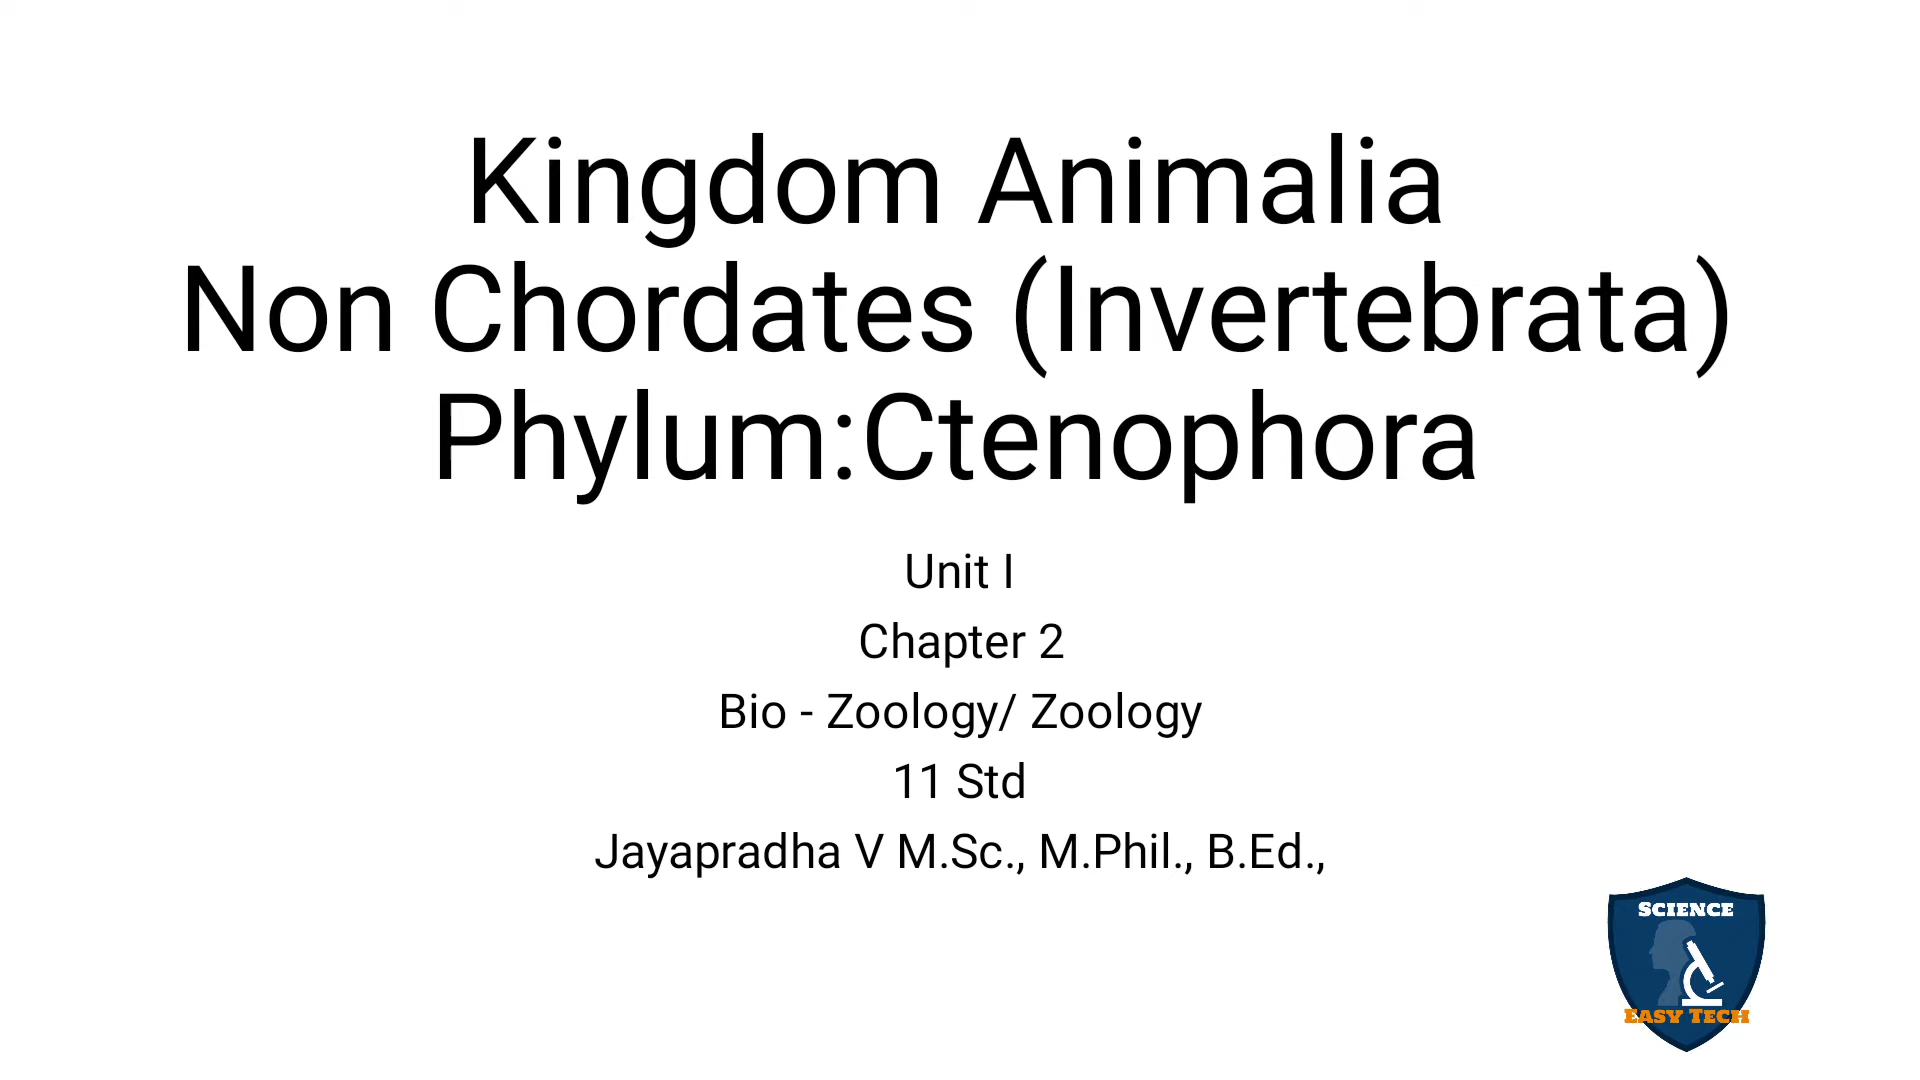 Kingdom Animalia
Non Chordates (Invertebrata)
Phylum:Ctenophora
Unit I
Chapter 2
Bio - Zoology/ Zoology
11 Std
Jayapradha V M.Sc., M.Phil., B.Ed.,
SCIENCE
EASY TECH